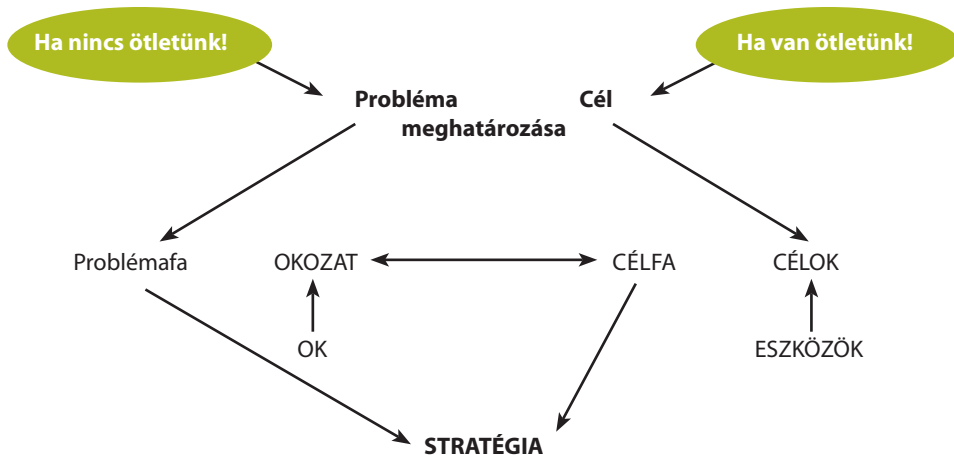 Ha nincs ötletünk!
Ha van ötletünk!
Probléma Cél
meghatározása
Problémafa OKOZAT CÉLFA CÉLOK
OK ESZKÖZÖK
STRATÉGIA